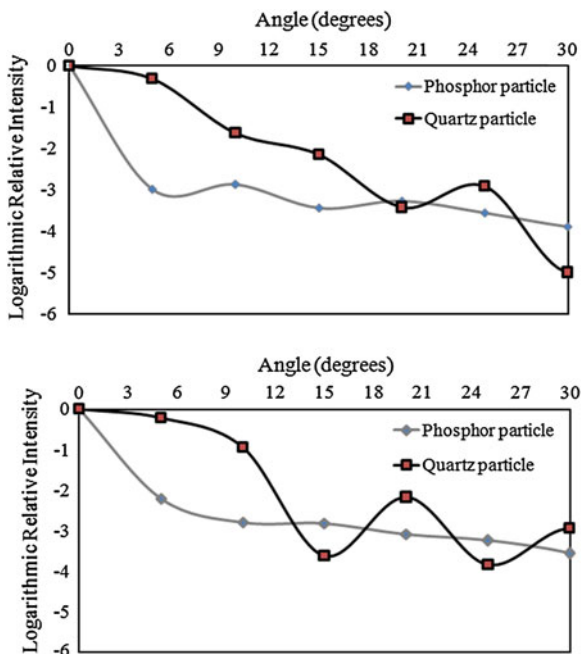 Angle (degrees)
0 3 6 9 12 15 18 21 24 27 30
0
-1
-2
-3
-4
-5
-6
Logarithmic Relative Intensity
Phosphor particle
Quartz particle
Angle (degrees)
0 3 6 9 12 15 18 21 24 27 30
0
-1
-2
-3
-4
-5
-6
Logarithmic Relative Intensity
Phosphor particle
Quartz particle